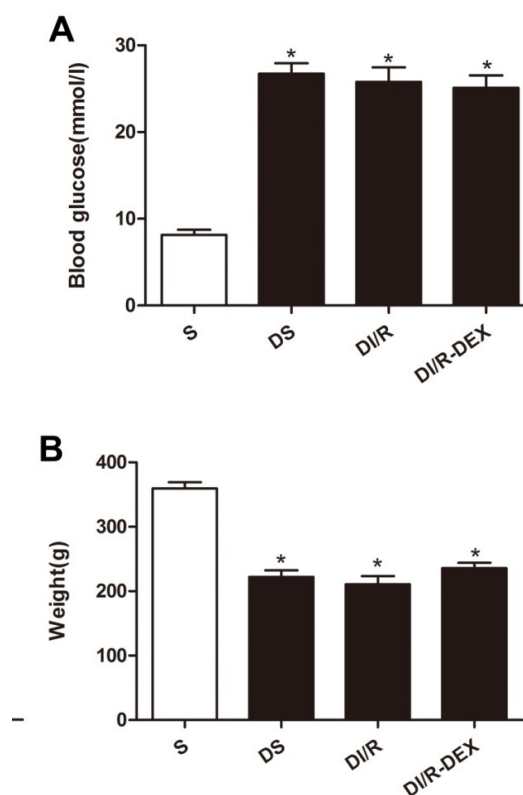 A
Blood glucose(mmol/l)
30
20
10
0
* * *
S DS DI/R DI/R-DEX
B
Weight(g)
400
300
200
100
0
* * *
S DS DI/R DI/R-DEX